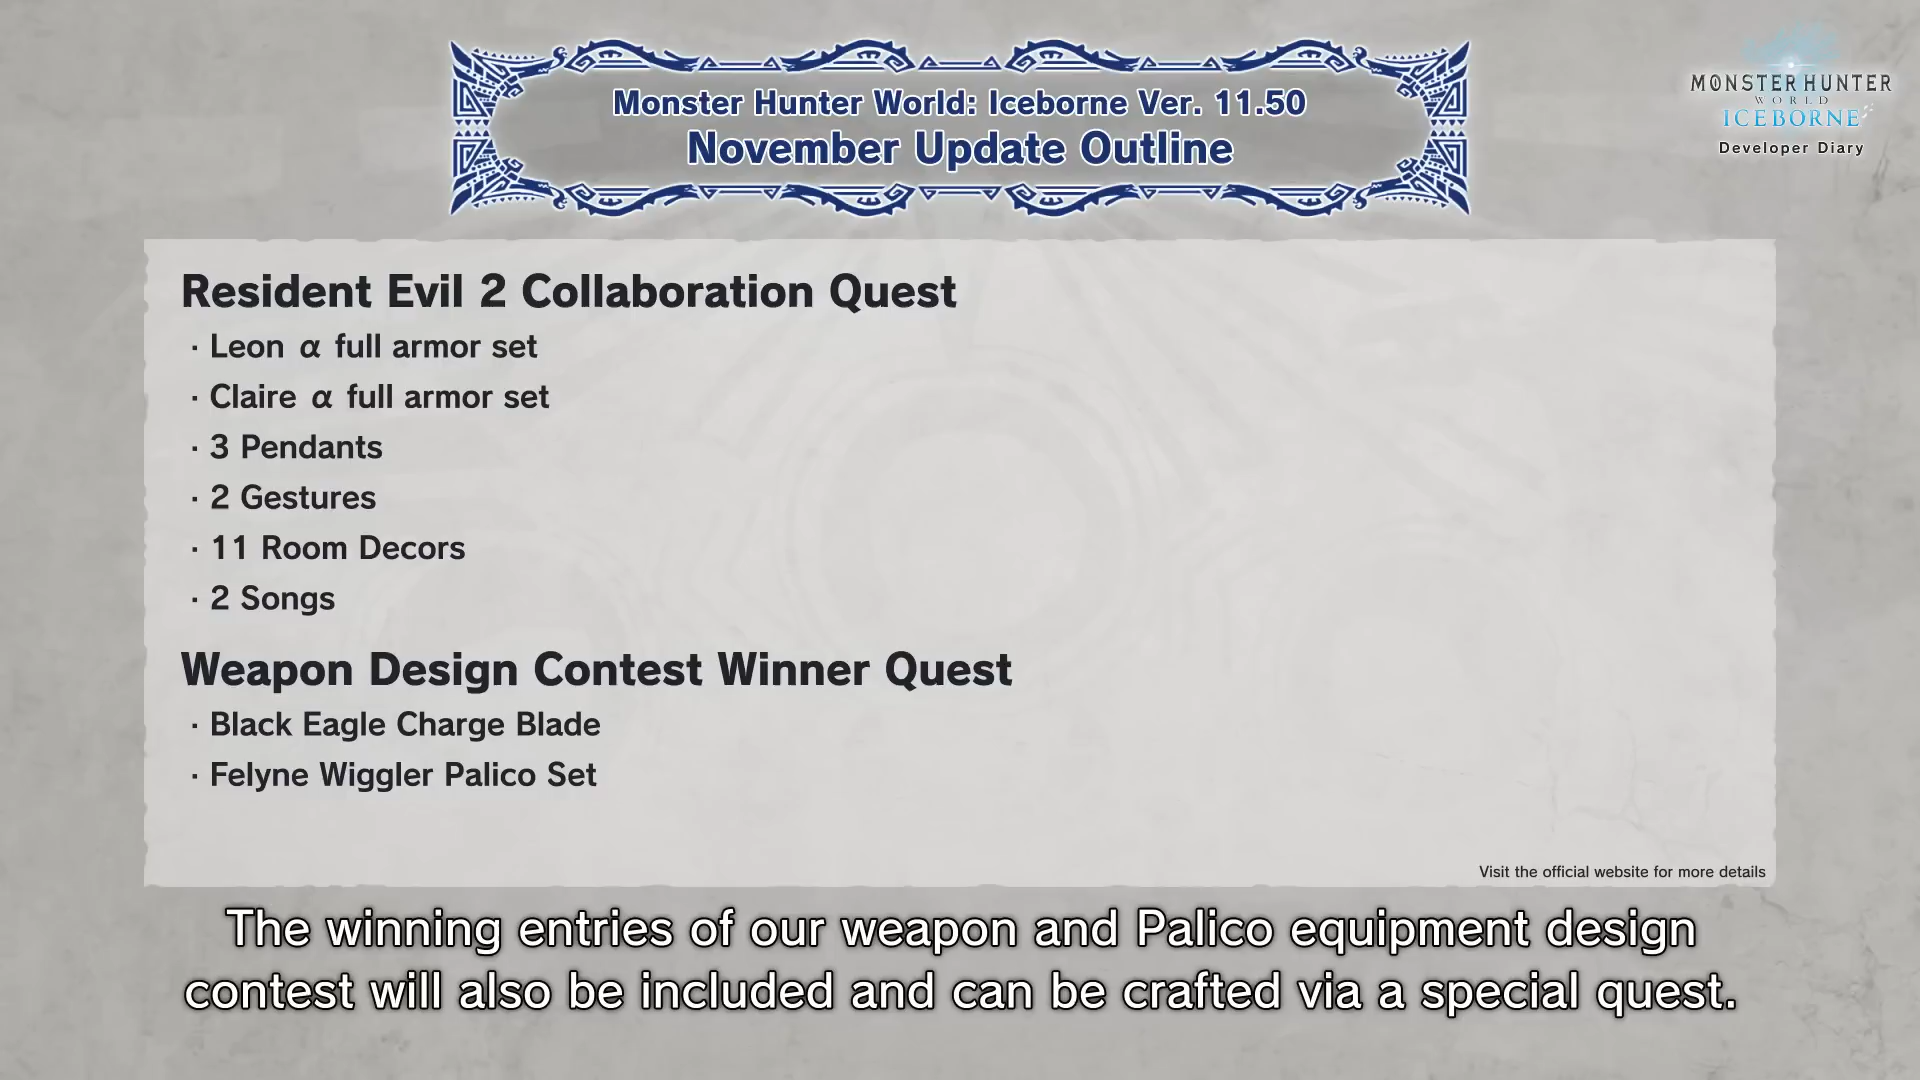 Monster Hunter World: Iceborne Ver. 11.50
November Update Outline
MONSTER HUNTER
WORLD
ICEBORNE
Developer Diary
Resident Evil 2 Collaboration Quest
· Leon α full armor set
· Claire α full armor set
· 3 Pendants
· 2 Gestures
· 11 Room Decors
· 2 Songs
Weapon Design Contest Winner Quest
· Black Eagle Charge Blade
· Felyne Wiggler Palico Set
Visit the official website for more details
The winning entries of our weapon and Palico equipment design
contest will also be included and can be crafted via a special quest.